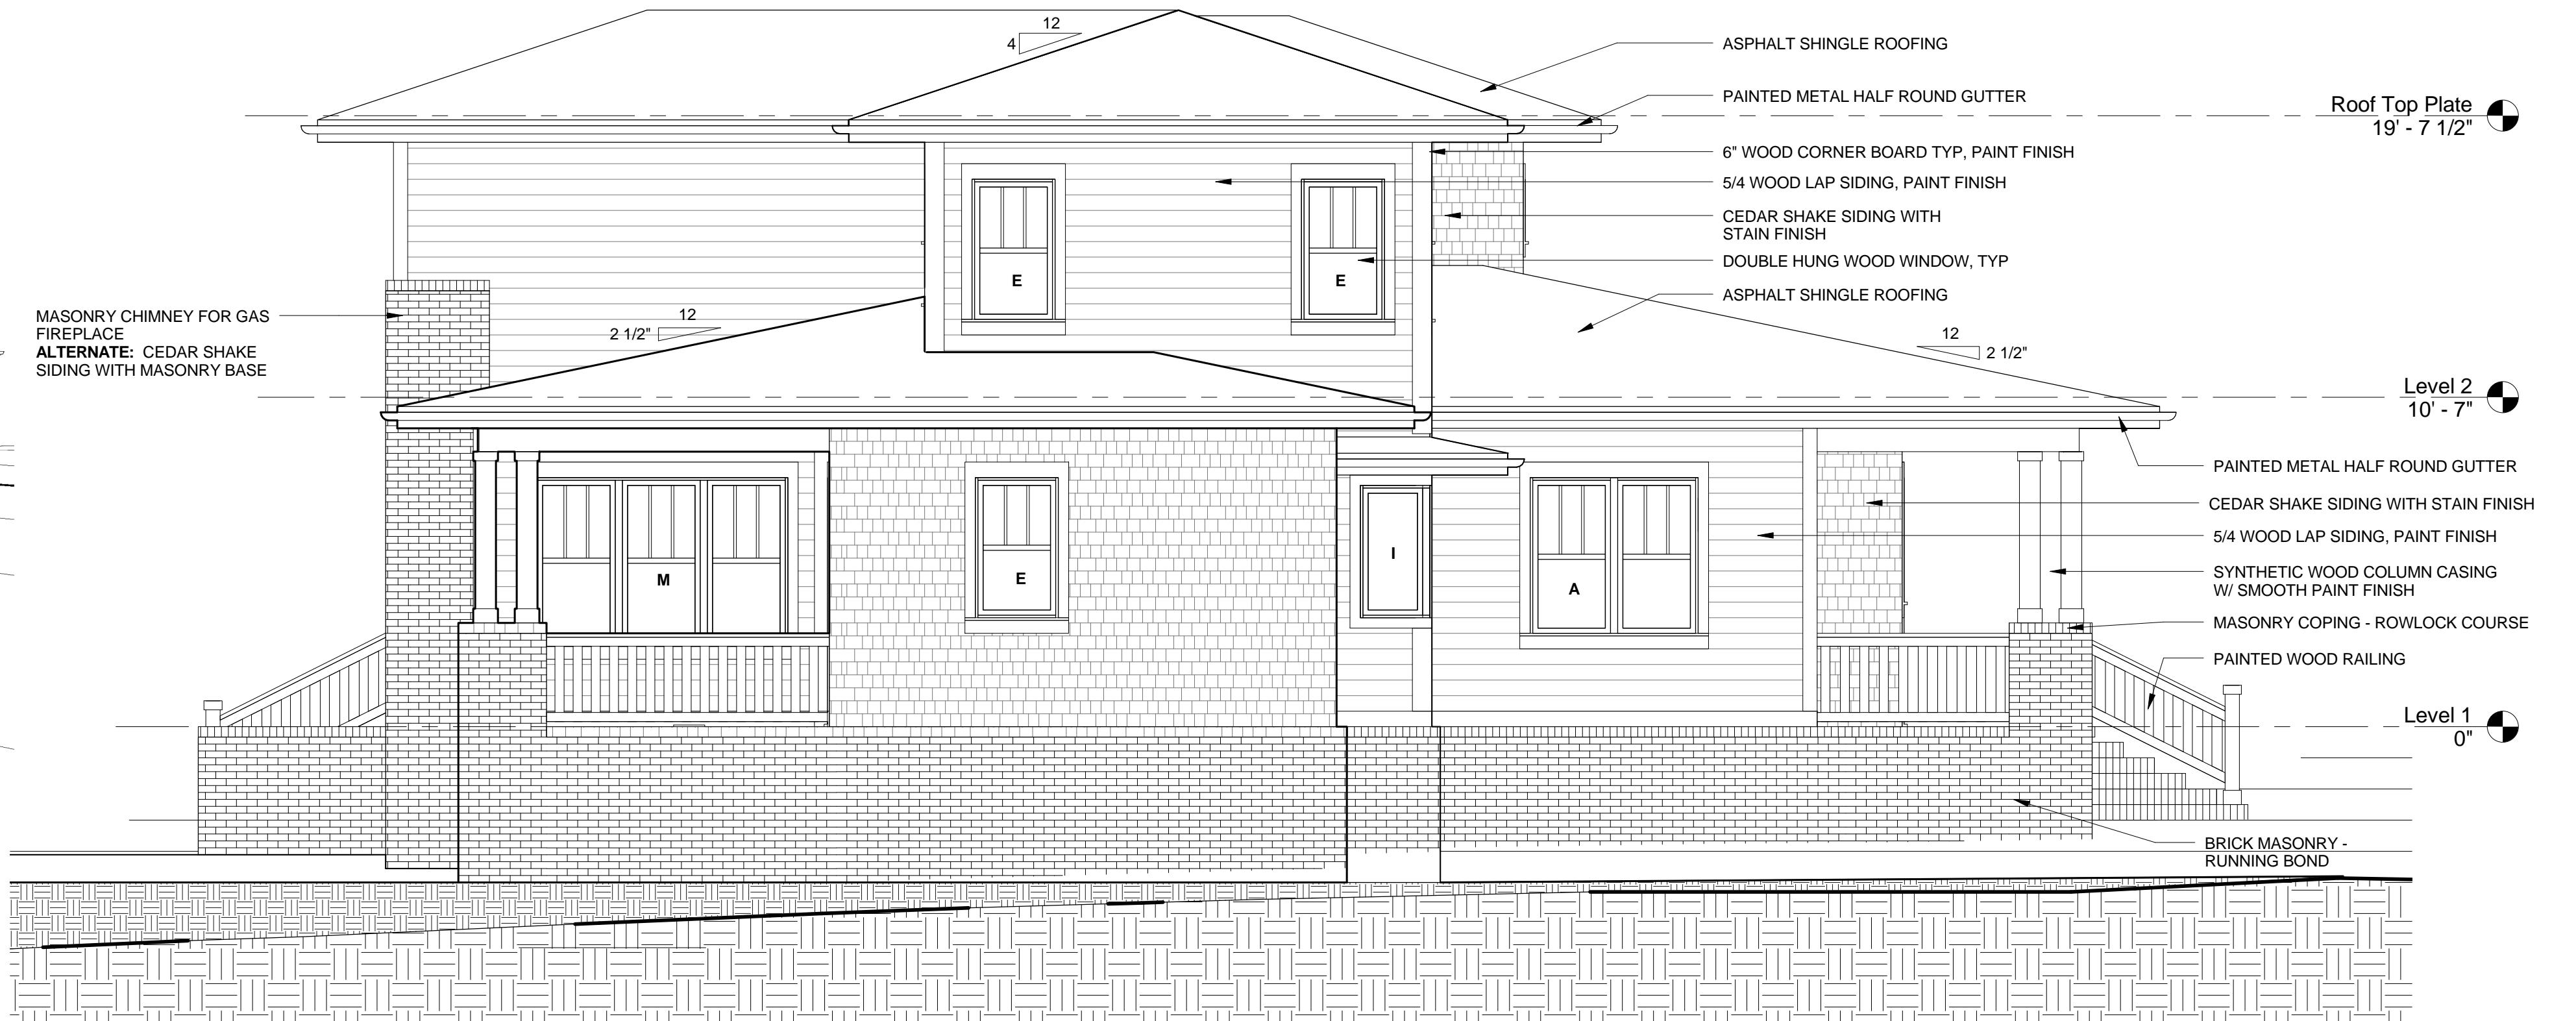 12
4
ASPHALT SHINGLE ROOFING
PAINTED METAL HALF ROUND GUTTER
Roof Top Plate
19' - 7 1/2"
6" WOOD CORNER BOARD TYP, PAINT FINISH
5/4 WOOD LAP SIDING, PAINT FINISH
CEDAR SHAKE SIDING WITH
STAIN FINISH
DOUBLE HUNG WOOD WINDOW, TYP
E
E
ASPHALT SHINGLE ROOFING
MASONRY CHIMNEY FOR GAS
FIREPLACE
ALTERNATE: CEDAR SHAKE
SIDING WITH MASONRY BASE
12
2 1/2"
12
2 1/2"
Level 2
10' - 7"
PAINTED METAL HALF ROUND GUTTER
CEDAR SHAKE SIDING WITH STAIN FINISH
5/4 WOOD LAP SIDING, PAINT FINISH
M
E
I
A
SYNTHETIC WOOD COLUMN CASING
W/ SMOOTH PAINT FINISH
MASONRY COPING - ROWLOCK COURSE
PAINTED WOOD RAILING
Level 1
0"
BRICK MASONRY -
RUNNING BOND